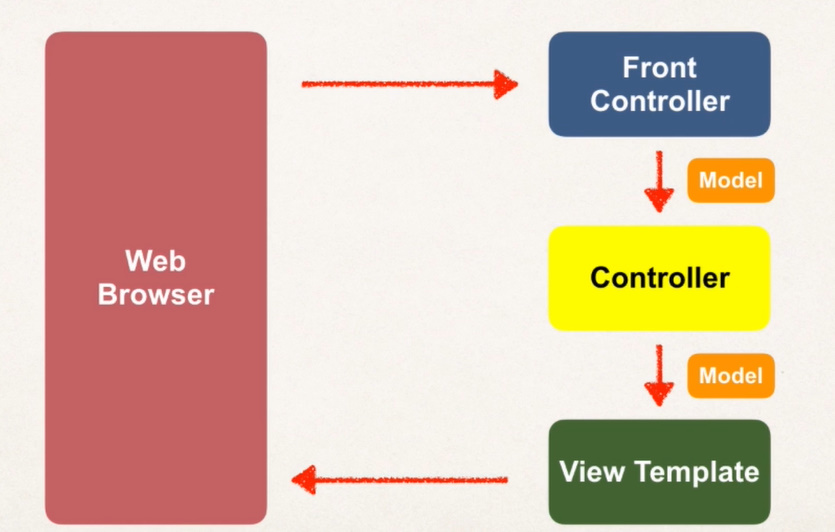 Front
Controller
Model
Web
Browser
Controller
Model
View Template